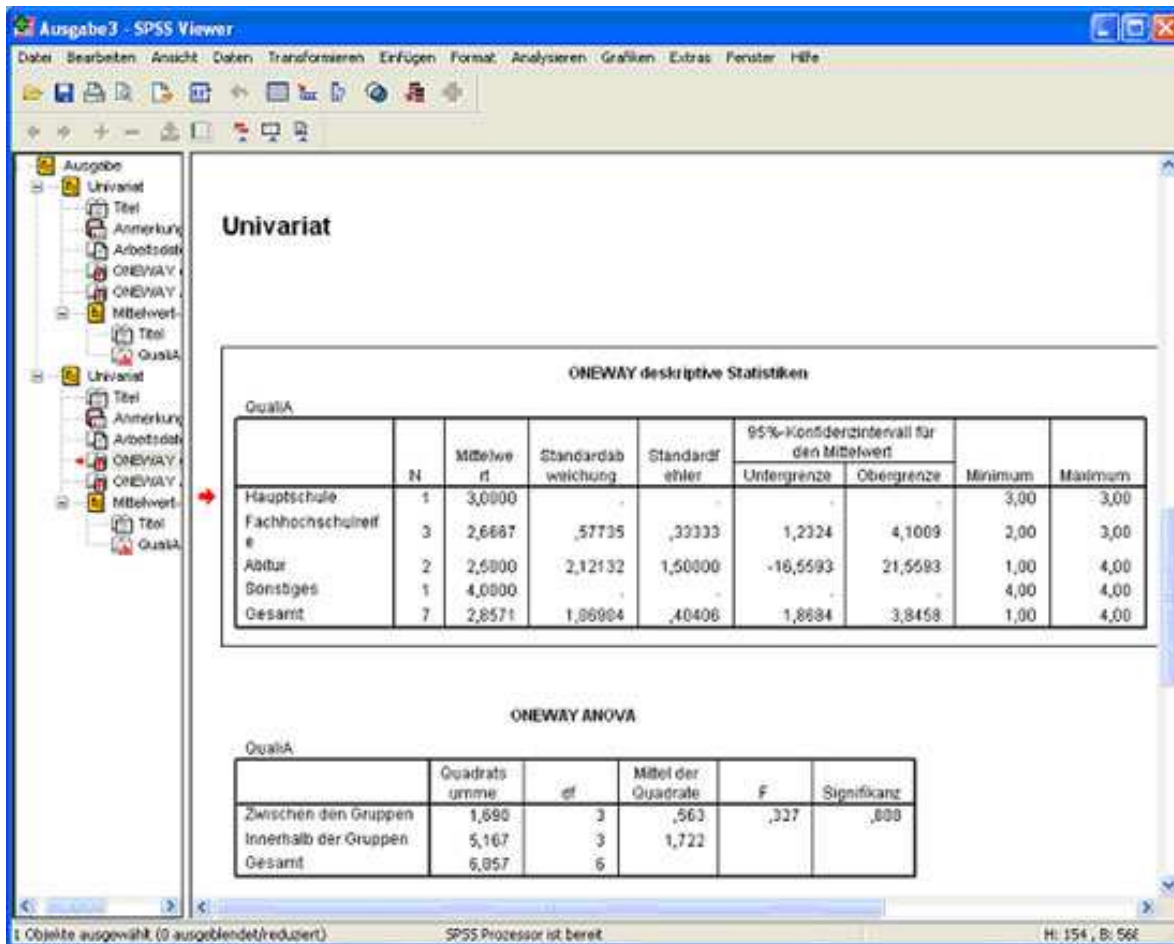 Ausgabe3 - SPSS Viewer
Datei Bearbeiten Ansicht Daten Transformieren Einfügen Format Analysieren Grafiken Extras Fenster Hilfe
Ausgabe
Univariat
Titel
Anmerkung
Arbeitsdat
ONEWAY
ONEWAY
Mittelwert-
Titel
QualiA
Univariat
Titel
Anmerkung
Arbeitsdat
ONEWAY
ONEWAY
Mittelwert-
Titel
QualiA
Univariat
ONEWAY deskriptive Statistiken
QualiA
N Mittelwe rt Standardab weichung Standardf ehler 95%-Konfidenzintervall für den Mittelwert Untergrenze Obergrenze Minimum Maximum
Hauptschule 1 3,0000 . . . . 3,00 3,00
Fachhochschulreif e 3 2,6667 ,57735 ,33333 1,2324 4,1009 2,00 3,00
Abitur 2 2,5000 2,12132 1,50000 -16,5593 21,5593 1,00 4,00
Sonstiges 1 4,0000 . . . . 4,00 4,00
Gesamt 7 2,8571 1,06904 ,40406 1,8684 3,8458 1,00 4,00
ONEWAY ANOVA
QualiA
Quadrats umme df Mittel der Quadrate F Signifikanz
Zwischen den Gruppen 1,690 3 ,563 ,327 ,808
Innerhalb der Gruppen 5,167 3 1,722
Gesamt 6,857 6
1 Objekte ausgewählt (0 ausgeblendet/reduziert) SPSS Prozessor ist bereit H: 154 , B: 568